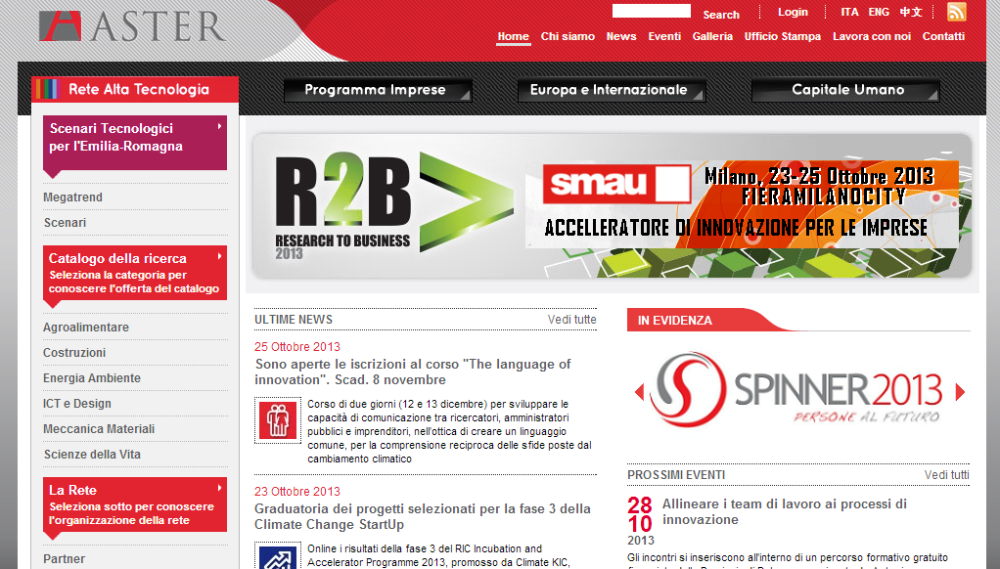 ASTER
Search
Login
ITA ENG 中文
Home Chi siamo News Eventi Galleria Ufficio Stampa Lavora con noi Contatti
Rete Alta Tecnologia
Programma Imprese
Europa e Internazionale
Capitale Umano
Scenari Tecnologici
per l'Emilia-Romagna
Megatrend
Scenari
Catalogo della ricerca
Seleziona la categoria per
conoscere l'offerta del catalogo
Agroalimentare
Costruzioni
Energia Ambiente
ICT e Design
Meccanica Materiali
Scienze della Vita
La Rete
Seleziona sotto per conoscere
l'organizzazione della rete
Partner
R2B
RESEARCH TO BUSINESS
2013
smau
Milano, 23-25 Ottobre 2013
FIERAMILANOCITY
ACCELLERATORE DI INNOVAZIONE PER LE IMPRESE
ULTIME NEWS
Vedi tutte
25 Ottobre 2013
Sono aperte le iscrizioni al corso "The language of
innovation". Scad. 8 novembre
Corso di due giorni (12 e 13 dicembre) per sviluppare le
capacità di comunicazione tra ricercatori, amministratori
pubblici e imprenditori, nell'ottica di creare un linguaggio
comune, per la comprensione reciproca delle sfide poste dal
cambiamento climatico
23 Ottobre 2013
Graduatoria dei progetti selezionati per la fase 3 della
Climate Change StartUp
Online i risultati della fase 3 del RIC Incubation and
Accelerator Programme 2013, promosso da Climate KIC,
IN EVIDENZA
SPINNER2013
PERSONE AL FUTURO
PROSSIMI EVENTI
Vedi tutti
28
10
2013
Allineare i team di lavoro ai processi di
innovazione
Gli incontri si inseriscono all'interno di un percorso formativo gratuito